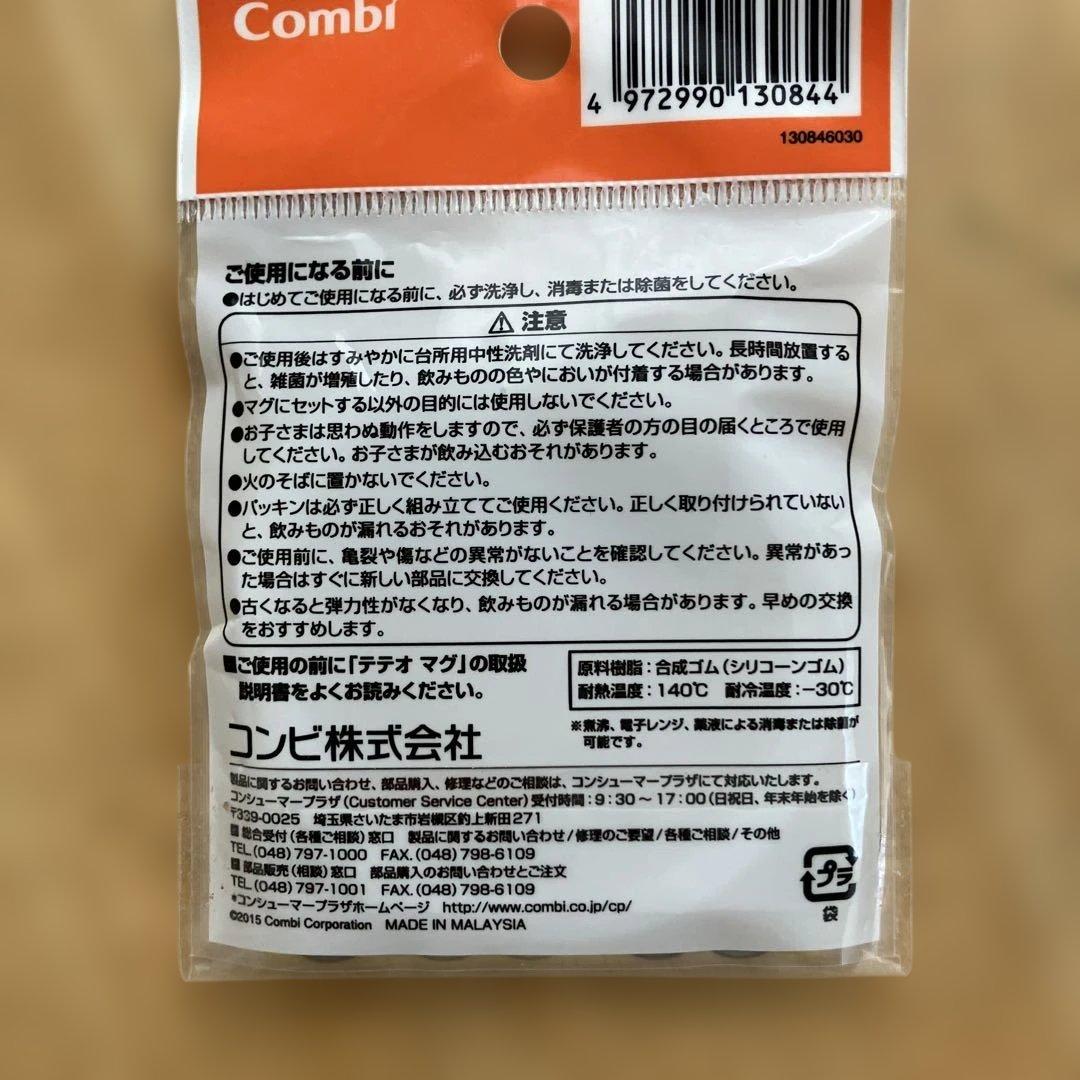 Combi
4 972990 130844
130846030
ご使用になる前に
●はじめてご使用になる前に、必ず洗浄し、消毒または除菌をしてください。
注意
●ご使用後はすみやかに台所用中性洗剤にて洗浄してください。長時間放置する
と、雑菌が増殖したり、飲みものの色やにおいが付着する場合があります。
●マグにセットする以外の目的には使用しないでください。
●お子さまは思わぬ動作をしますので、必ず保護者の方の目の届くところで使用
してください。お子さまが飲み込むおそれがあります。
●火のそばに置かないでください。
●パッキンは必ず正しく組み立ててご使用ください。正しく取り付けられていない
と、飲みものが漏れるおそれがあります。
●ご使用前に、亀裂や傷などの異常がないことを確認してください。異常があっ
た場合はすぐに新しい部品に交換してください。
●古くなると弾力性がなくなり、飲みものが漏れる場合があります。早めの交換
をおすすめします。
■ご使用の前に「テテオ マグ」の取扱
説明書をよくお読みください。
原料樹脂:合成ゴム(シリコーンゴム)
耐熱温度:140℃ 耐冷温度:−30℃
※煮沸、電子レンジ、薬液による消毒または除菌が
可能です。
コンビ株式会社
製品に関するお問い合わせ、部品購入、修理などのご相談は、コンシューマープラザにて対応いたします。
コンシューマープラザ(Customer Service Center)受付時間:9:30〜17:00(日祝日、年末年始を除く)
〒339-0025 埼玉県さいたま市岩槻区釣上新田271
総合受付(各種ご相談)窓口 製品に関するお問い合わせ/修理のご要望/各種ご相談/その他
TEL.(048)797-1000 FAX.(048)798-6109
部品販売(相談)窓口 部品購入のお問い合わせとご注文
TEL.(048)797-1001 FAX.(048)798-6109
*コンシューマープラザホームページ http://www.combi.co.jp/cp/
©2015 Combi Corporation MADE IN MALAYSIA
プラ
袋